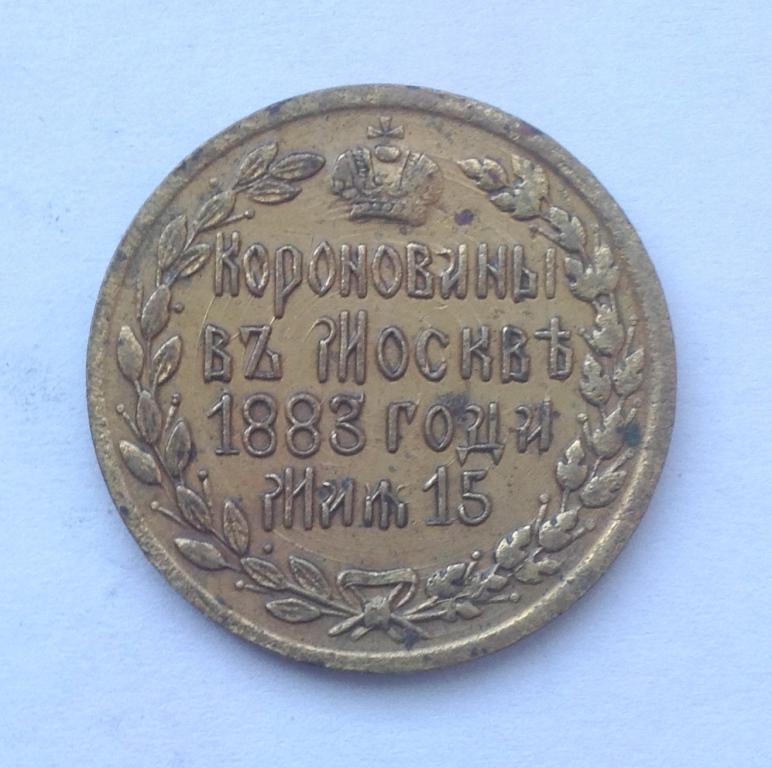 Коронованы
въ Москвѣ
1883 года
Мая 15